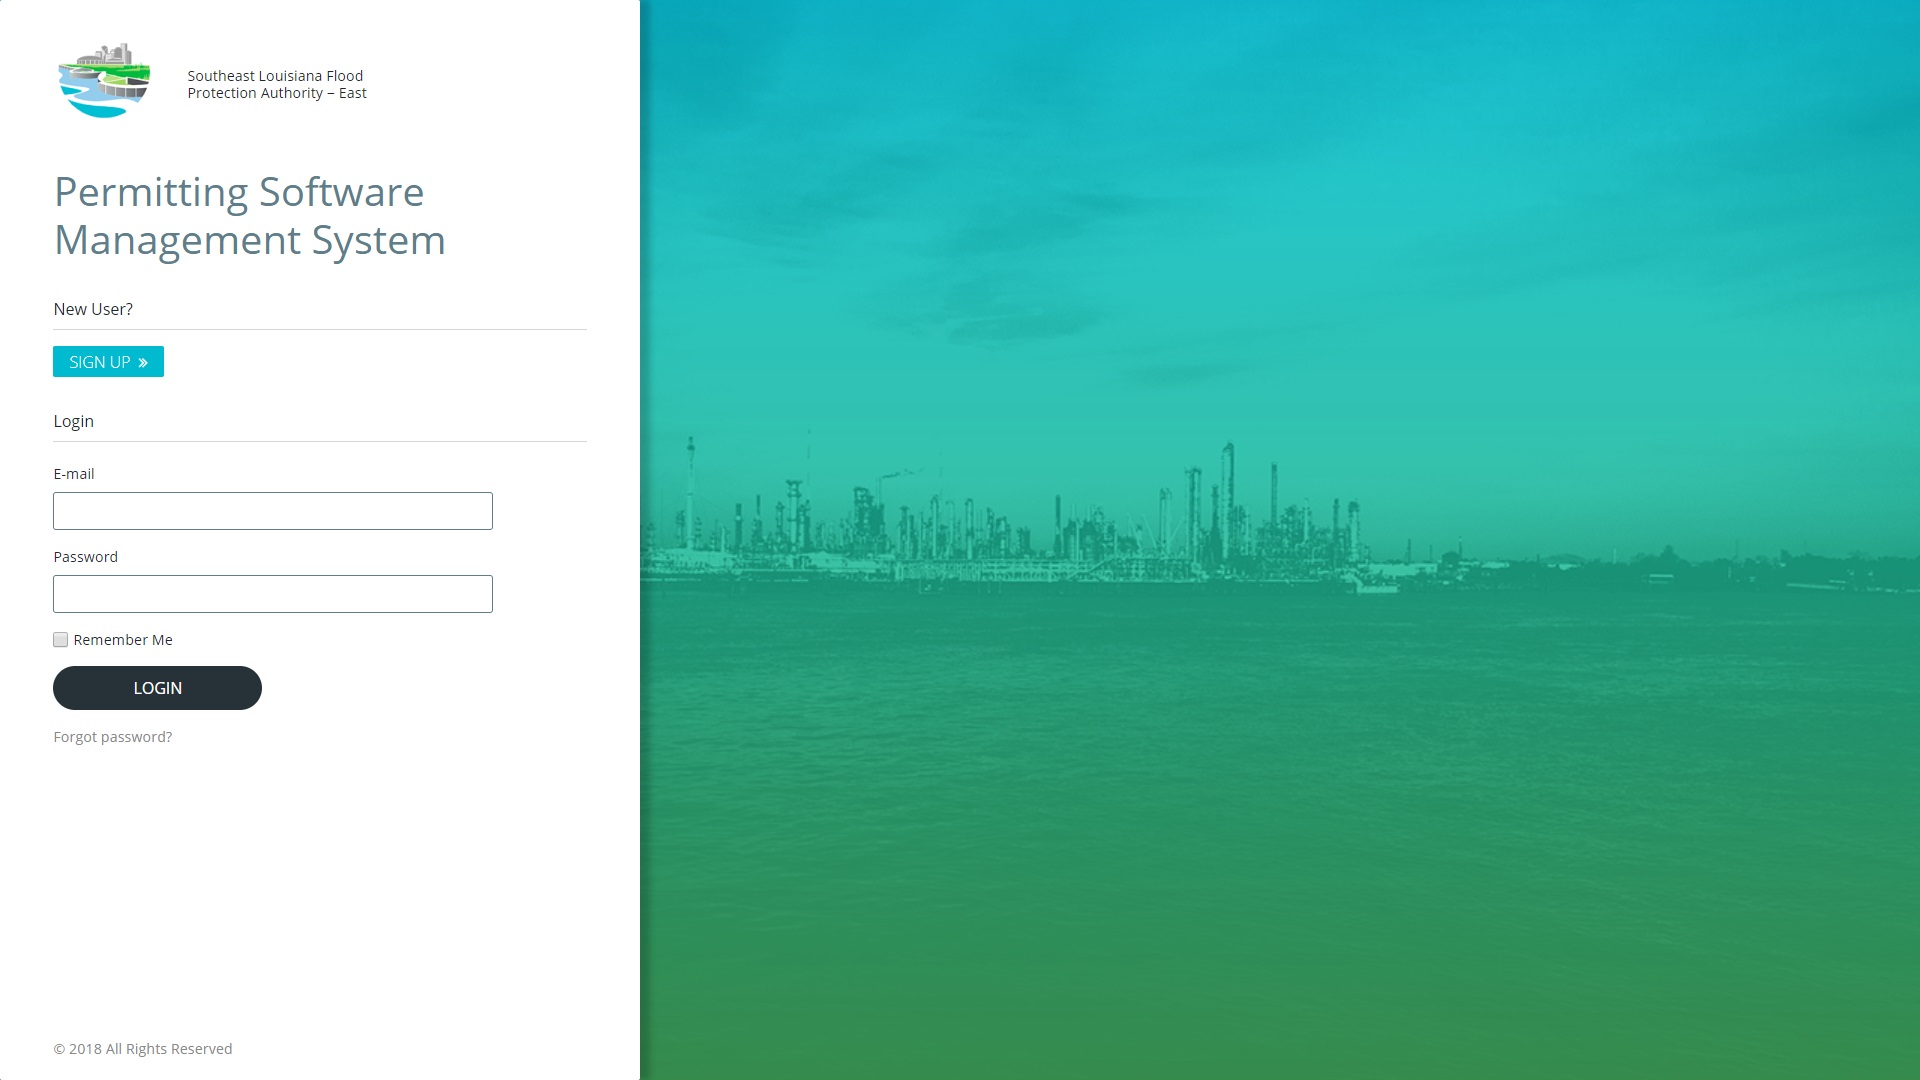 Southeast Louisiana Flood
Protection Authority – East
Permitting Software
Management System
New User?
SIGN UP »
Login
E-mail
Password
Remember Me
LOGIN
Forgot password?
© 2018 All Rights Reserved